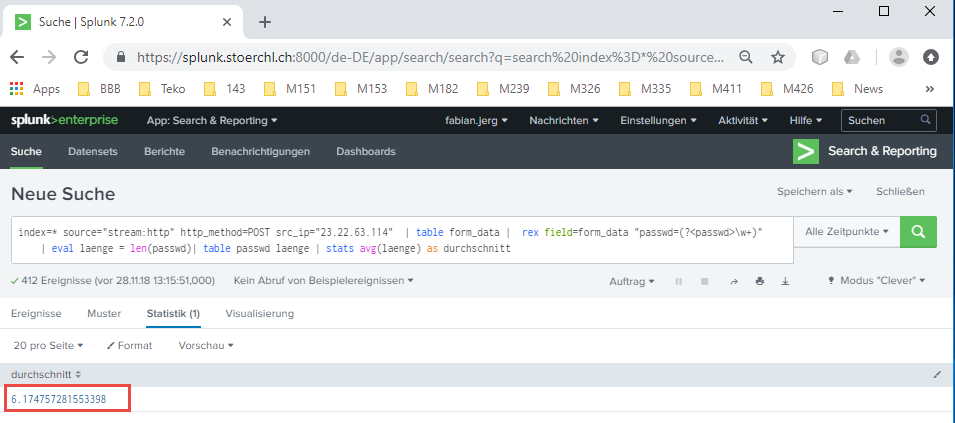 Suche | Splunk 7.2.0
https://splunk.stoerchl.ch:8000/de-DE/app/search/search?q=search%20index%3D*%20source...
Apps BBB Teko 143 M151 M153 M182 M239 M326 M335 M411 M426 News »
splunk>enterprise App: Search & Reporting fabian.jerg Nachrichten Einstellungen Aktivität Hilfe Suchen
Suche Datensets Berichte Benachrichtigungen Dashboards > Search & Reporting
Neue Suche Speichern als Schließen
index=* source="stream:http" http_method=POST src_ip="23.22.63.114" | table form_data | rex field=form_data "passwd=(?<passwd>\w+)"
| eval laenge = len(passwd)| table passwd laenge | stats avg(laenge) as durchschnitt
Alle Zeitpunkte
412 Ereignisse (vor 28.11.18 13:15:51,000) Kein Abruf von Beispielereignissen Auftrag Modus "Clever"
Ereignisse Muster Statistik (1) Visualisierung
20 pro Seite Format Vorschau
durchschnitt
6.174757281553398